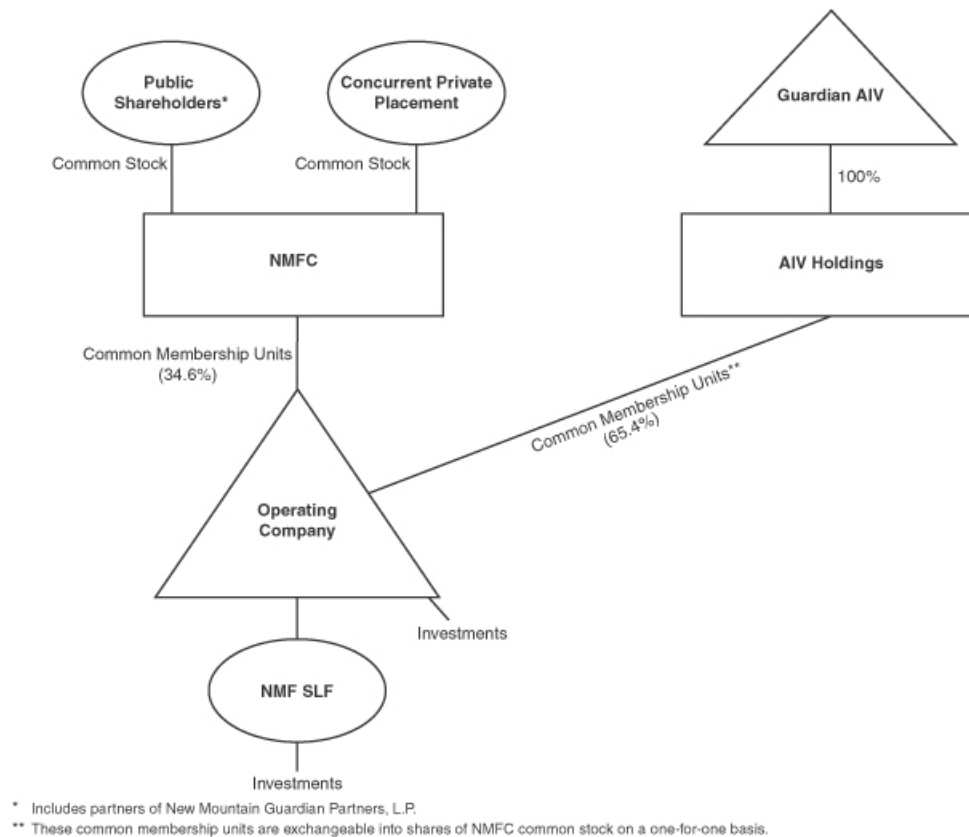 Public
Shareholders*
Concurrent Private
Placement
Guardian AIV
Common Stock
Common Stock
100%
NMFC
AIV Holdings
Common Membership Units
(34.6%)
Common Membership Units**
(65.4%)
Operating
Company
Investments
NMF SLF
Investments
* Includes partners of New Mountain Guardian Partners, L.P.
** These common membership units are exchangeable into shares of NMFC common stock on a one-for-one basis.